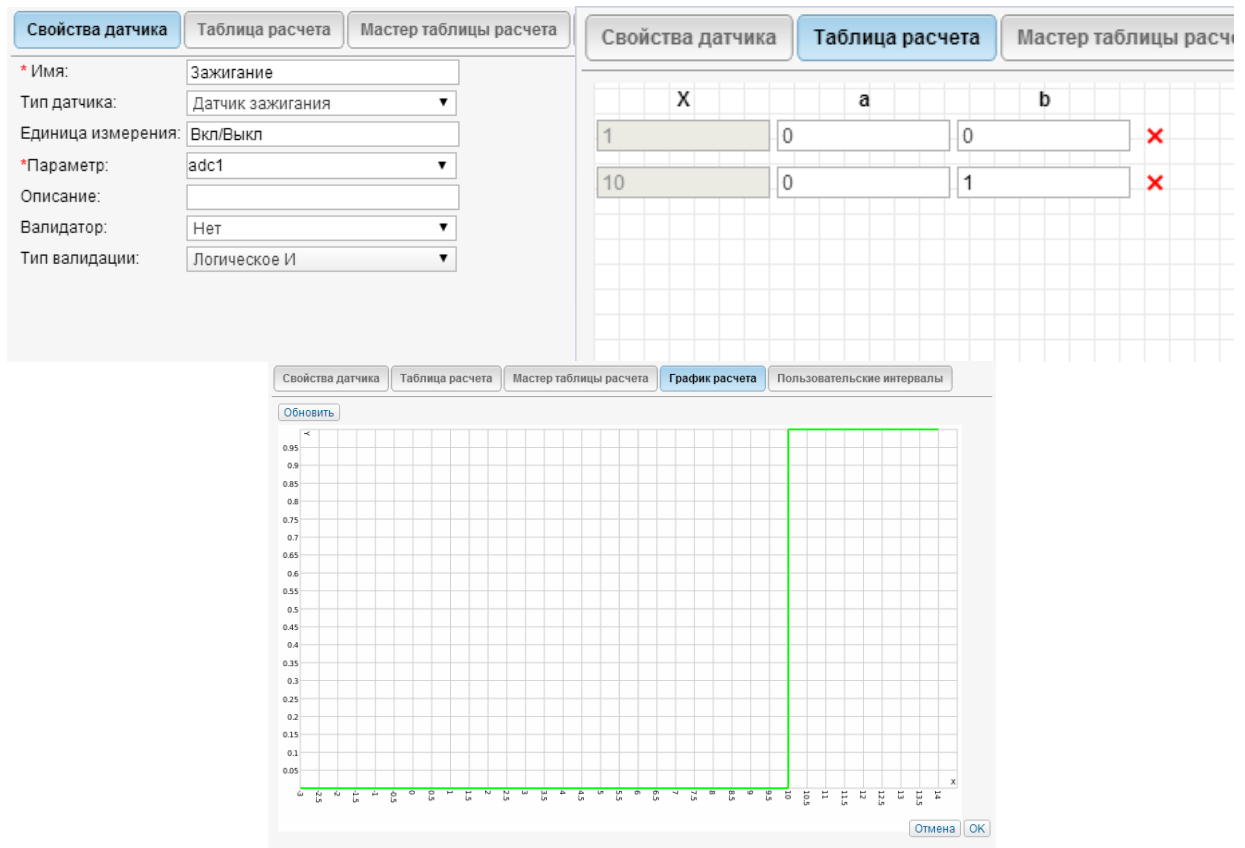 Свойства датчика Таблица расчета Мастер таблицы расчета
* Имя: Зажигание
Тип датчика: Датчик зажигания
Единица измерения: Вкл/Выкл
*Параметр: adc1
Описание:
Валидатор: Нет
Тип валидации: Логическое И
Свойства датчика Таблица расчета Мастер таблицы расч
X a b
1 0 0
10 0 1
Свойства датчика Таблица расчета Мастер таблицы расчета График расчета Пользовательские интервалы
Обновить
Y
0.95
0.9
0.85
0.8
0.75
0.7
0.65
0.6
0.55
0.5
0.45
0.4
0.35
0.3
0.25
0.2
0.15
0.1
0.05
X
-3 -2.5 -2 -1.5 -1 -0.5 0 0.5 1 1.5 2 2.5 3 3.5 4 4.5 5 5.5 6 6.5 7 7.5 8 8.5 9 9.5 10 10.5 11 11.5 12 12.5 13 13.5 14
Отмена OK